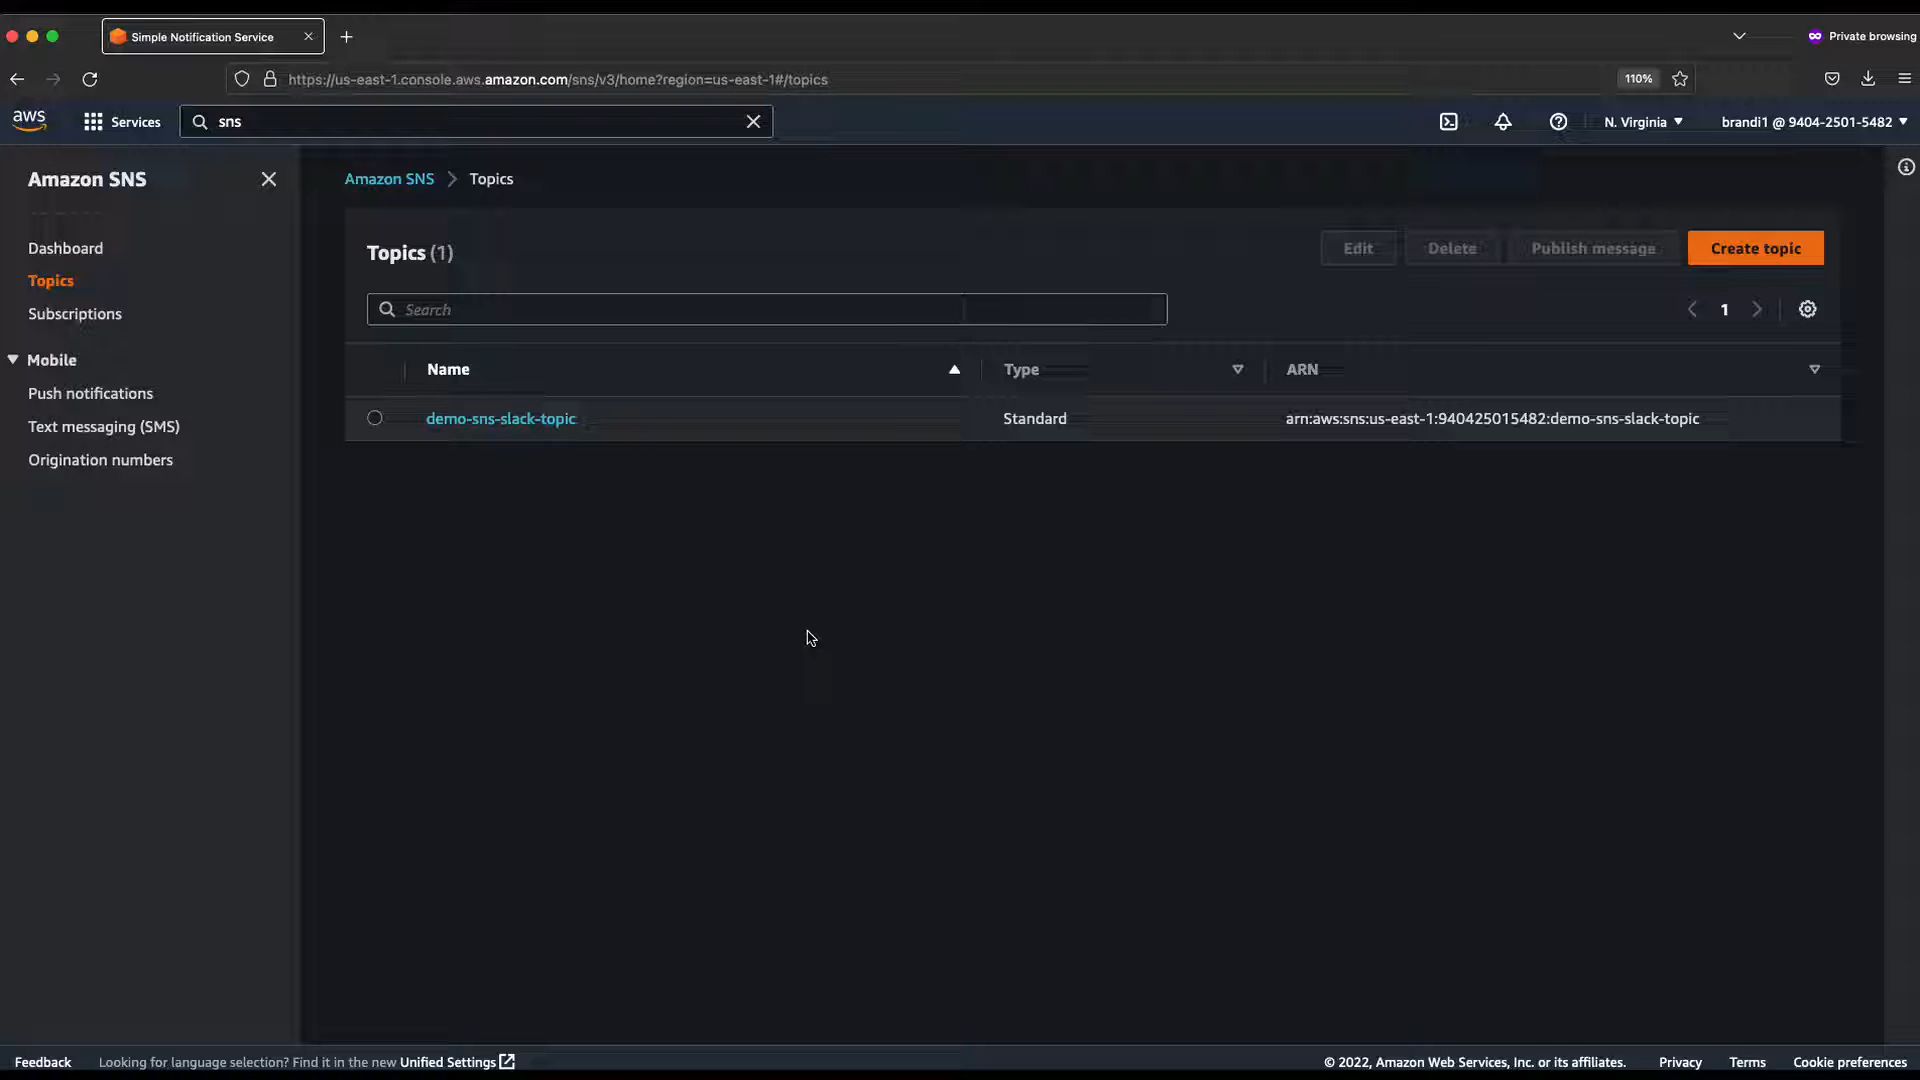 Simple Notification Service
Private browsing
https://us-east-1.console.aws.amazon.com/sns/v3/home?region=us-east-1#/topics
110%
aws
Services
sns
N. Virginia
brandi1 @ 9404-2501-5482
Amazon SNS
Dashboard
Topics
Subscriptions
Mobile
Push notifications
Text messaging (SMS)
Origination numbers
Amazon SNS > Topics
Topics (1)
Edit
Delete
Publish message
Create topic
Search
1
Name
Type
ARN
demo-sns-slack-topic
Standard
arn:aws:sns:us-east-1:940425015482:demo-sns-slack-topic
Feedback
Looking for language selection? Find it in the new Unified Settings
© 2022, Amazon Web Services, Inc. or its affiliates.
Privacy
Terms
Cookie preferences